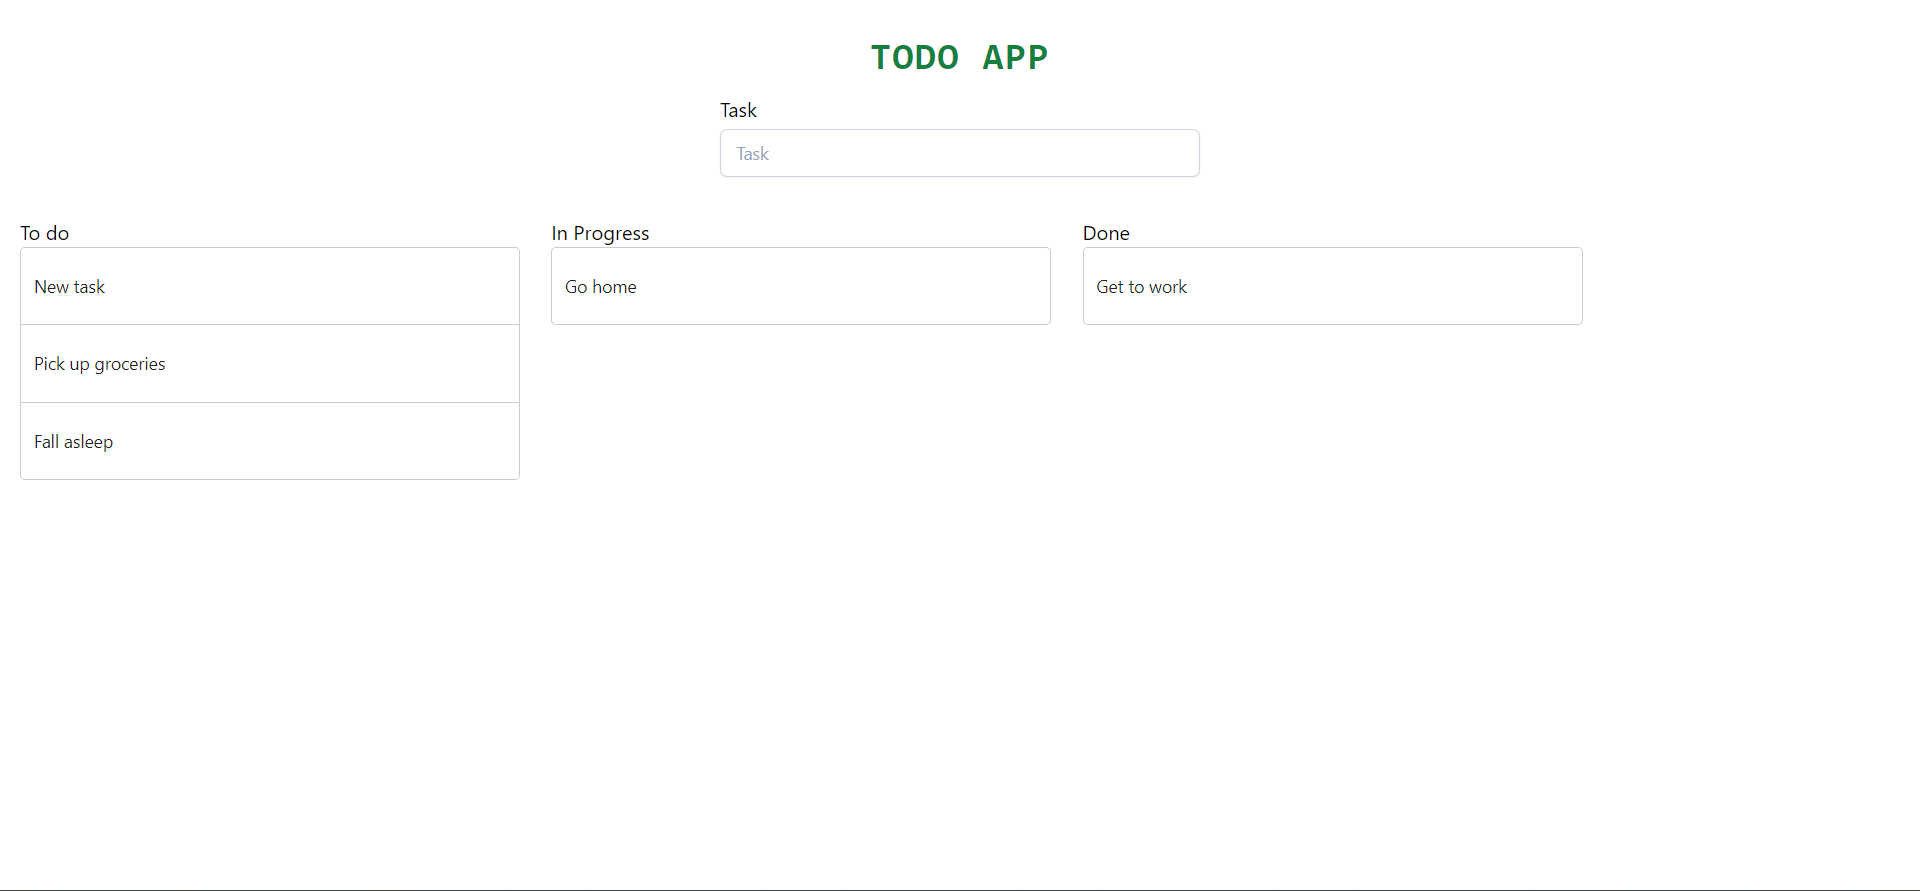 TODO APP
Task
Task
To do
New task
Pick up groceries
Fall asleep
In Progress
Go home
Done
Get to work